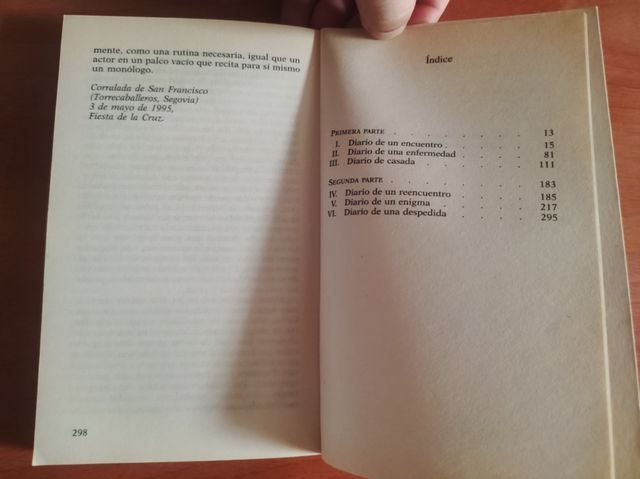 mente, como una rutina necesaria, igual que un
actor en un palco vacío que recita para sí mismo
un monólogo.
Corralada de San Francisco
(Torrecaballeros, Segovia)
3 de mayo de 1995,
Fiesta de la Cruz.
298
Índice
PRIMERA PARTE . . . . . . . 13
I. Diario de un encuentro . . . . . 15
II. Diario de una enfermedad . . . . 81
III. Diario de casada . . . . . . 111
SEGUNDA PARTE . . . . . . . 183
IV. Diario de un reencuentro . . . . 185
V. Diario de un enigma . . . . . 217
VI. Diario de una despedida . . . . 295